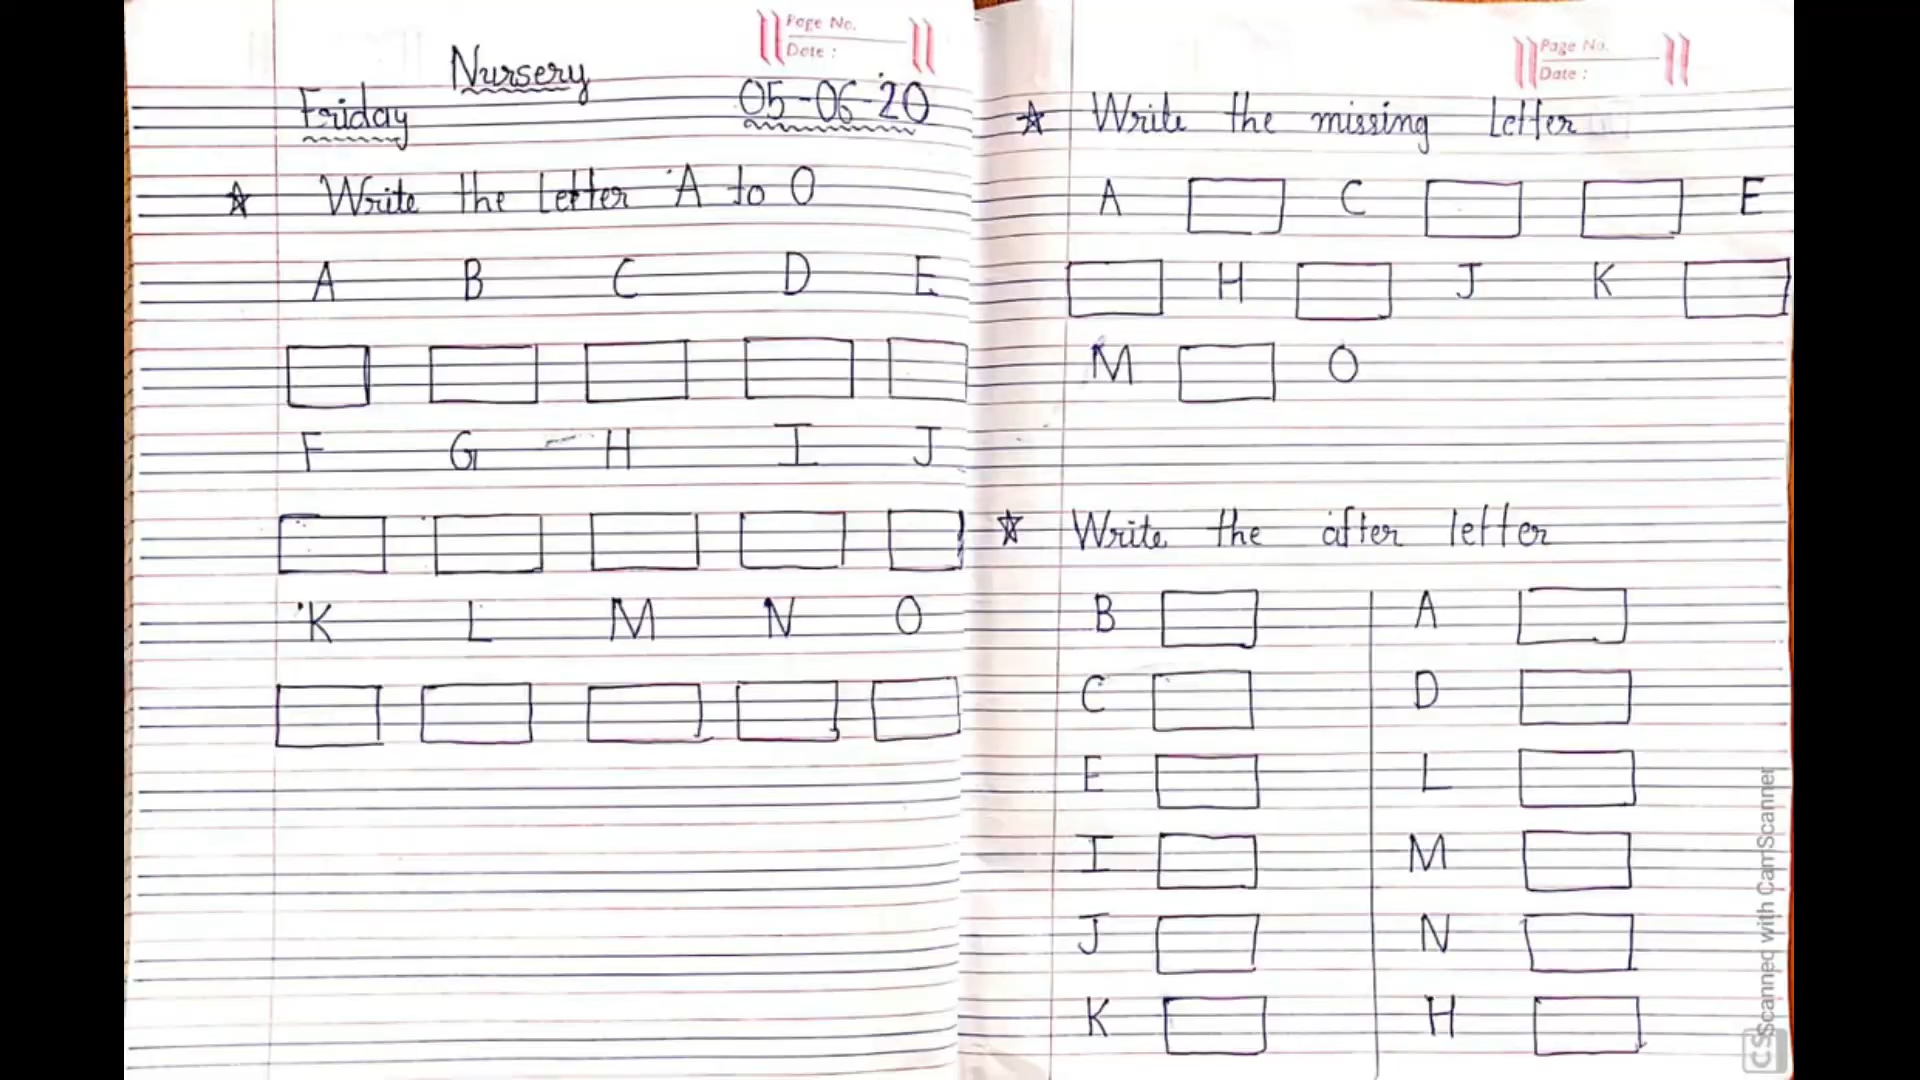 Page No.
Date :
Nursery
Friday
05-06-20
☆ Write the letter A to O
A B C D E
F G H I J
K L M N O
Page No.
Date :
☆ Write the missing letter
A C E
H J K
M O
☆ Write the after letter
B A
C D
E L
I M
J N
K H
CS Scanned with CamScanner